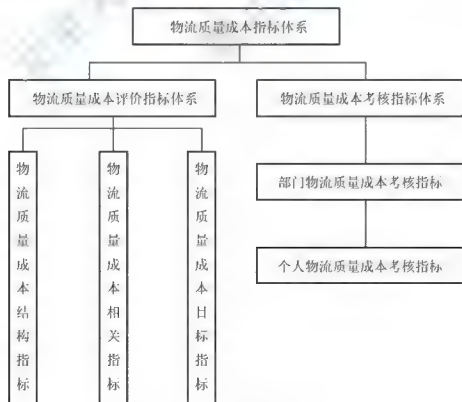 物流质量成本指标体系
物流质量成本评价指标体系
物流质量成本考核指标体系
物流质量成本结构指标
物流质量成本相关指标
物流质量成本目标指标
部门物流质量成本考核指标
个人物流质量成本考核指标